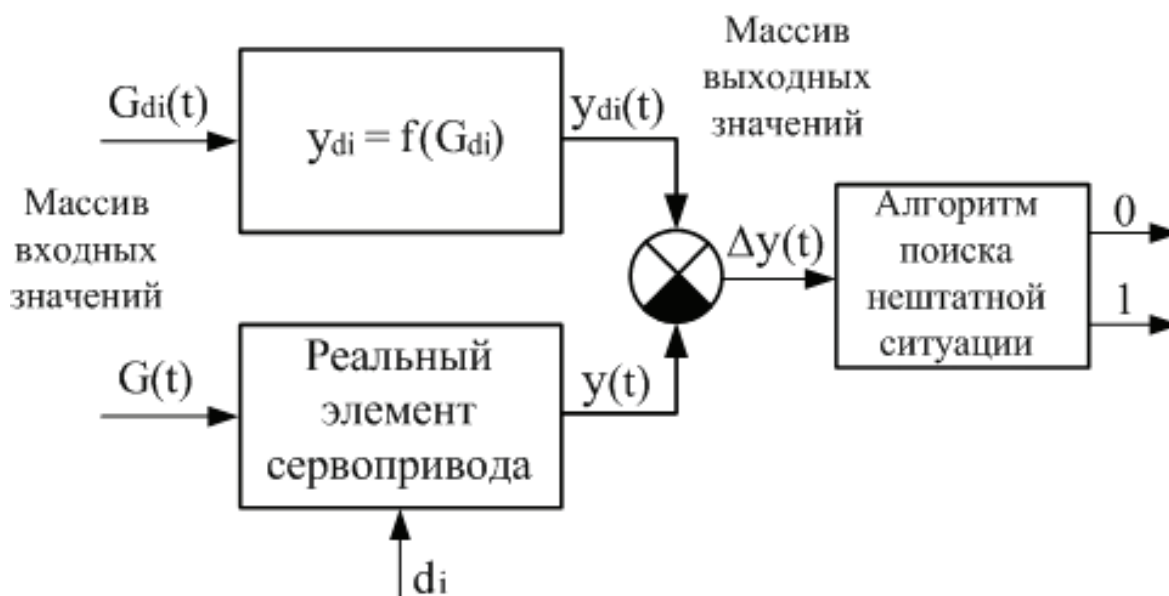 Массив
выходных
значений
Gdi(t)
ydi = f(Gdi)
ydi(t)
Массив
входных
значений
Δy(t)
Алгоритм
поиска
нештатной
ситуации
0
1
G(t)
Реальный
элемент
сервопривода
y(t)
di